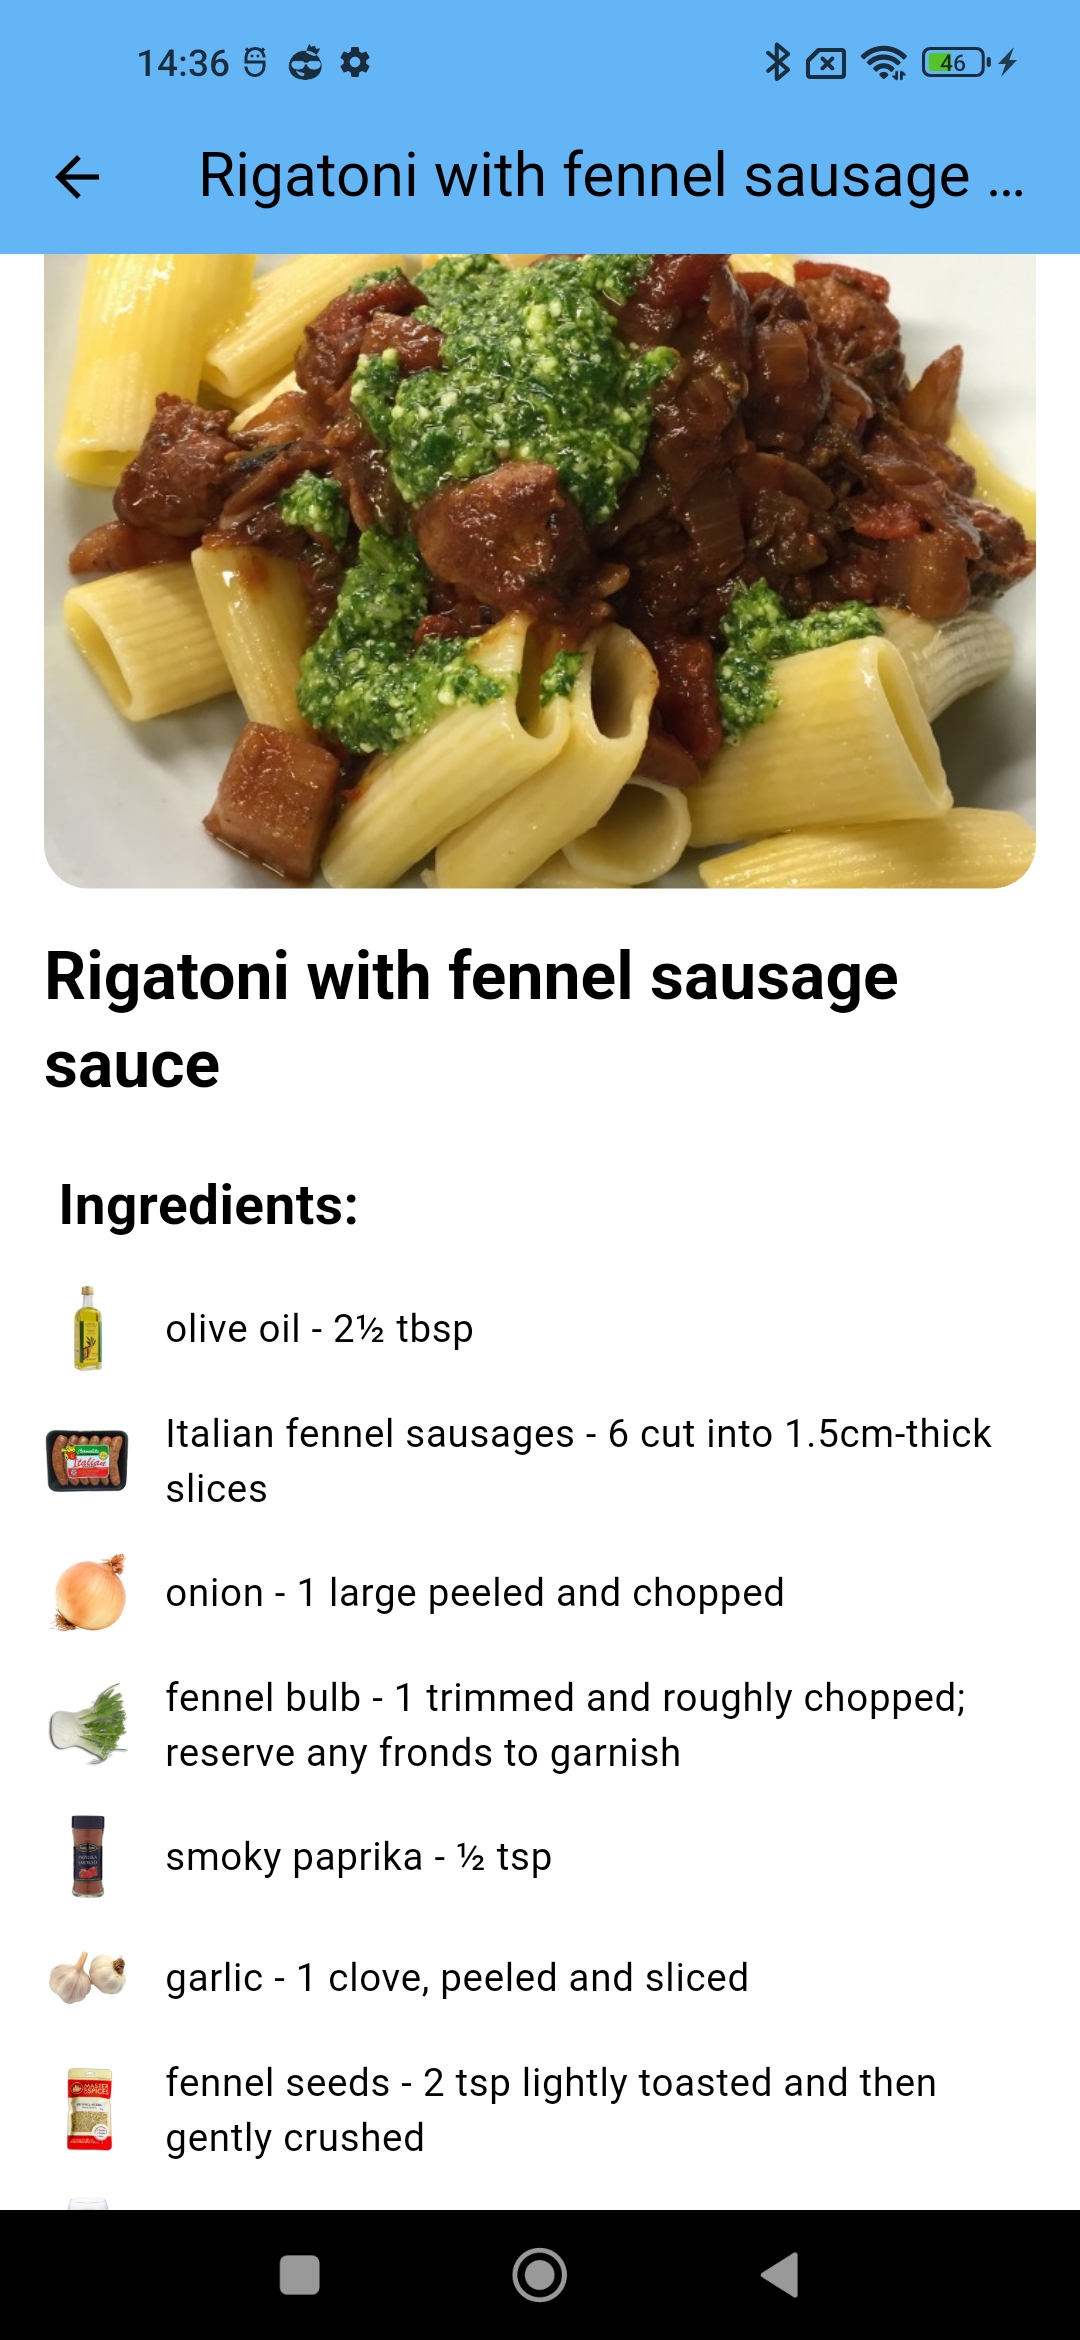 14:36
46
Rigatoni with fennel sausage ...
Rigatoni with fennel sausage
sauce
Ingredients:
olive oil - 2½ tbsp
Italian
Italian fennel sausages - 6 cut into 1.5cm-thick
slices
onion - 1 large peeled and chopped
fennel bulb - 1 trimmed and roughly chopped;
reserve any fronds to garnish
smoky paprika - ½ tsp
garlic - 1 clove, peeled and sliced
fennel seeds - 2 tsp lightly toasted and then
gently crushed